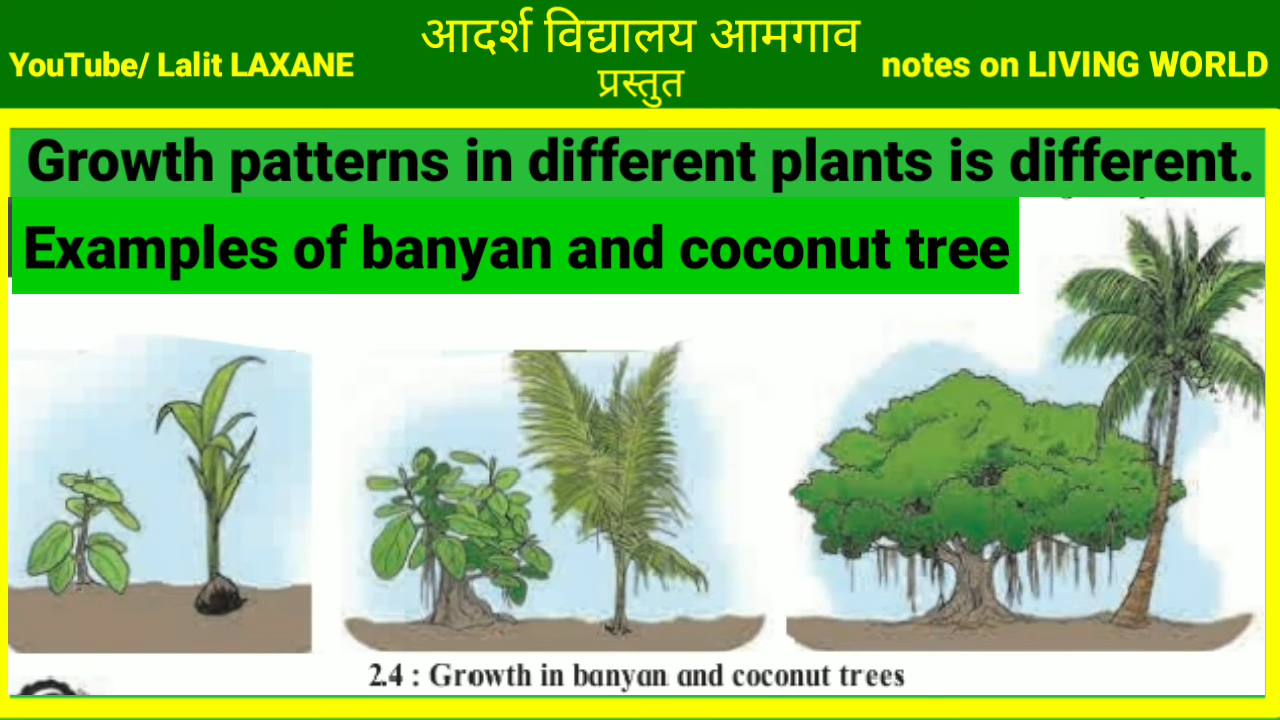 आदर्श विद्यालय आमगाव
YouTube/ Lalit LAXANE
प्रस्तुत
notes on LIVING WORLD
Growth patterns in different plants is different.
Examples of banyan and coconut tree
2.4 : Growth in banyan and coconut trees